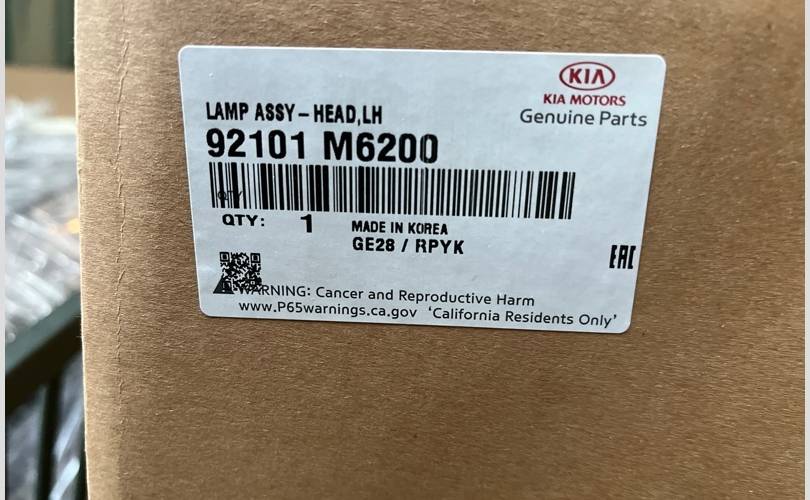 KIA
KIA MOTORS
Genuine Parts
LAMP ASSY - HEAD,LH
92101 M6200
QTY
QTY: 1
MADE IN KOREA
GE28 / RPYK
EAC
WARNING: Cancer and Reproductive Harm
www.P65warnings.ca.gov 'California Residents Only'